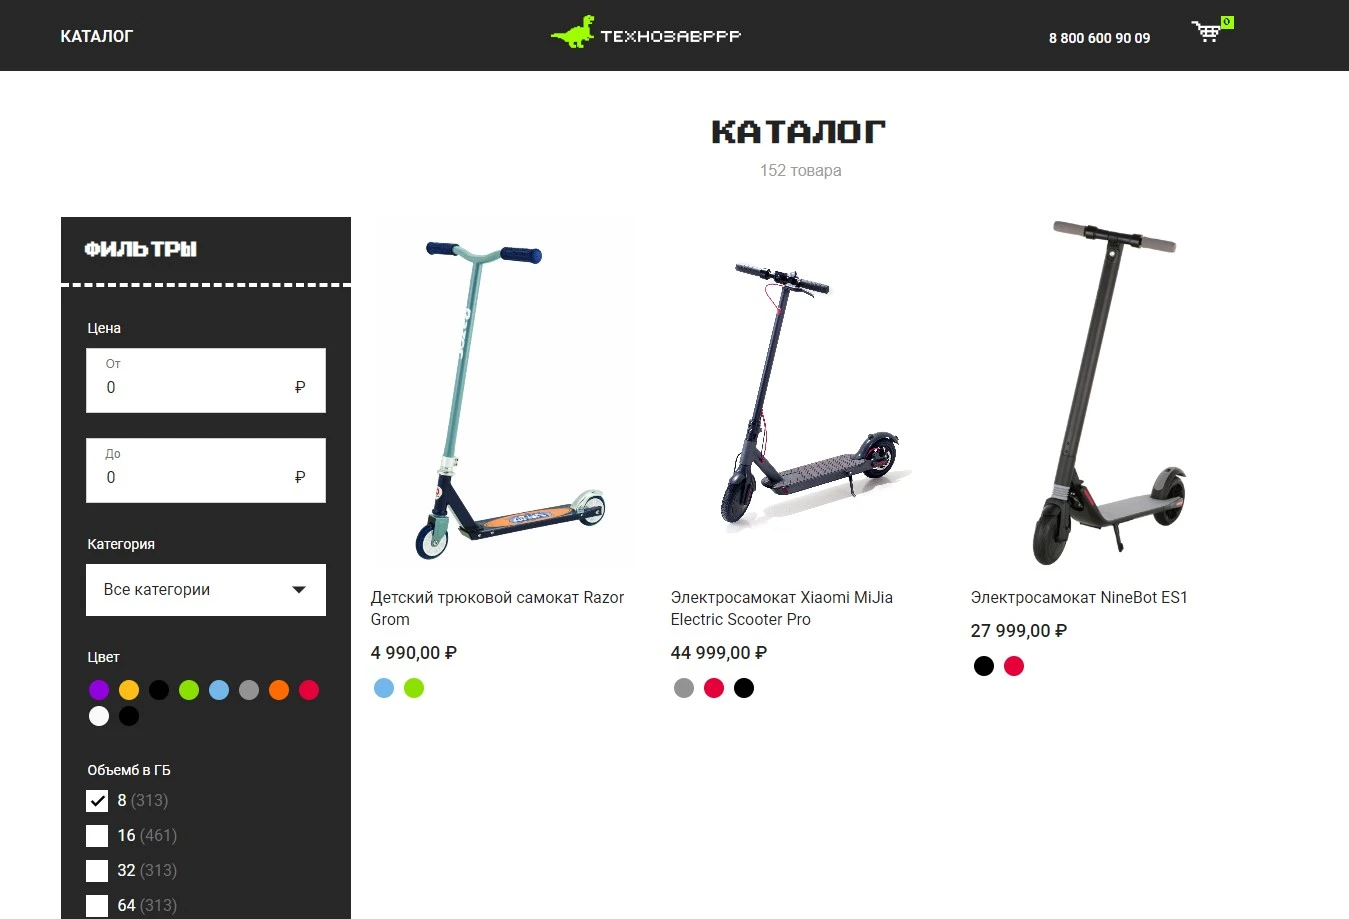 КАТАЛОГ
ТЕХНОЗАВРРР
8 800 600 90 09
0
КАТАЛОГ
152 товара
ФИЛЬТРЫ
Цена
От
0 ₽
До
0 ₽
Категория
Все категории
Цвет
Объемб в ГБ
8 (313)
16 (461)
32 (313)
64 (313)
Детский трюковой самокат Razor
Grom
4 990,00 ₽
Электросамокат Xiaomi MiJia
Electric Scooter Pro
44 999,00 ₽
Электросамокат NineBot ES1
27 999,00 ₽